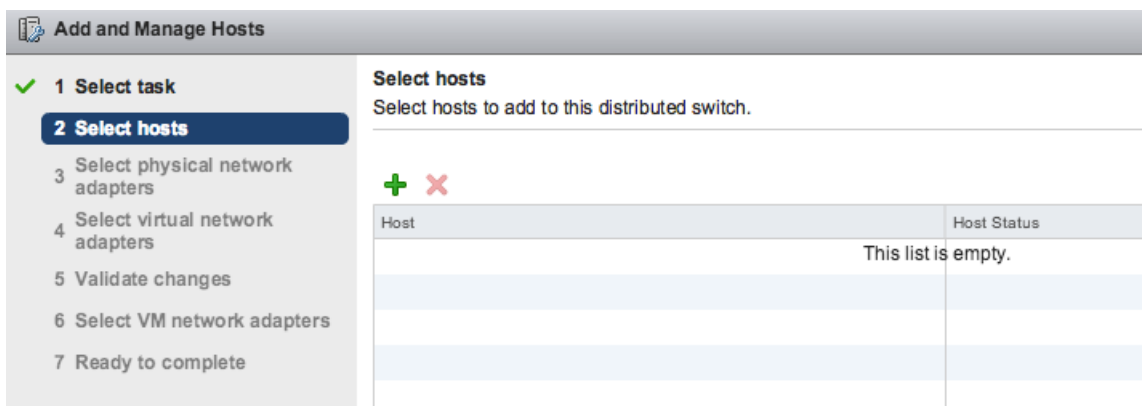 Add and Manage Hosts
1 Select task
2 Select hosts
3 Select physical network
adapters
4 Select virtual network
adapters
5 Validate changes
6 Select VM network adapters
7 Ready to complete
Select hosts
Select hosts to add to this distributed switch.
Host Host Status
This list is empty.